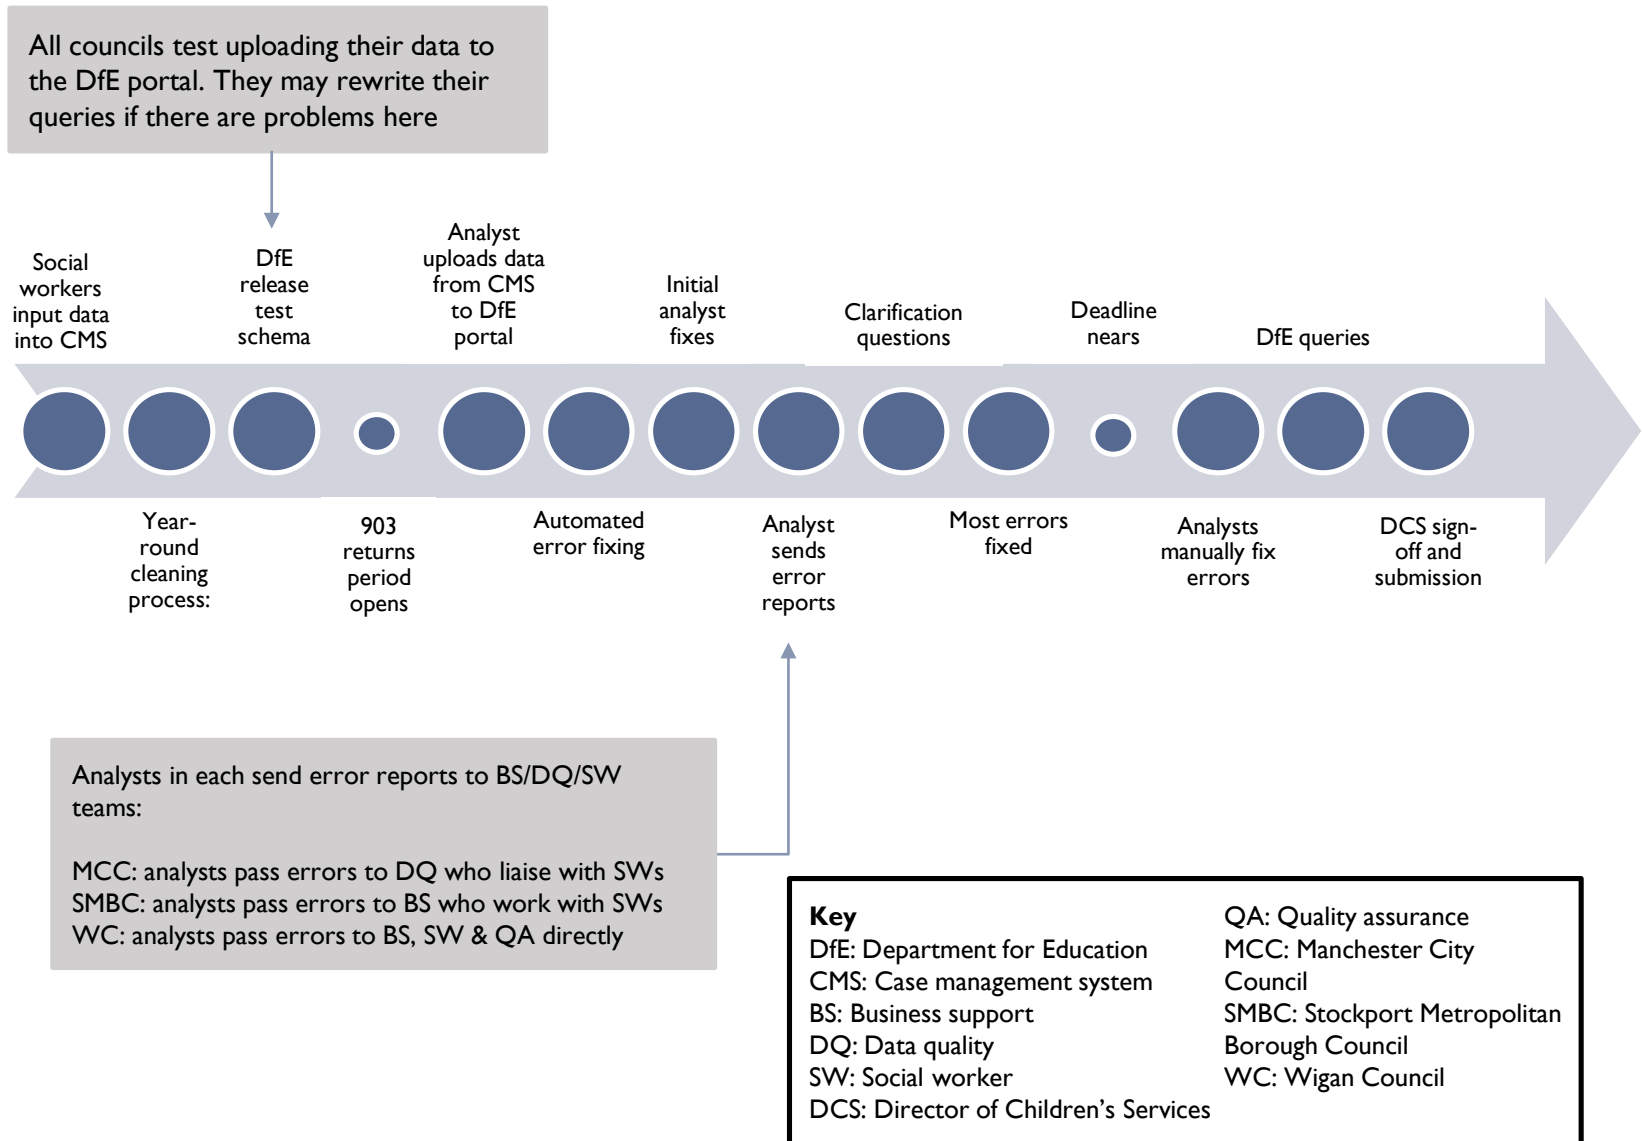 All councils test uploading their data to
the DfE portal. They may rewrite their
queries if there are problems here
Social
workers
input data
into CMS
DfE
release
test
schema
Analyst
uploads data
from CMS
to DfE
portal
Initial
analyst
fixes
Clarification
questions
Deadline
nears
DfE queries
Year-
round
cleaning
process:
903
returns
period
opens
Automated
error fixing
Analyst
sends
error
reports
Most errors
fixed
Analysts
manually fix
errors
DCS sign-
off and
submission
Analysts in each send error reports to BS/DQ/SW
teams:
MCC: analysts pass errors to DQ who liaise with SWs
SMBC: analysts pass errors to BS who work with SWs
WC: analysts pass errors to BS, SW & QA directly
Key
DfE: Department for Education
CMS: Case management system
BS: Business support
DQ: Data quality
SW: Social worker
DCS: Director of Children's Services
QA: Quality assurance
MCC: Manchester City
Council
SMBC: Stockport Metropolitan
Borough Council
WC: Wigan Council